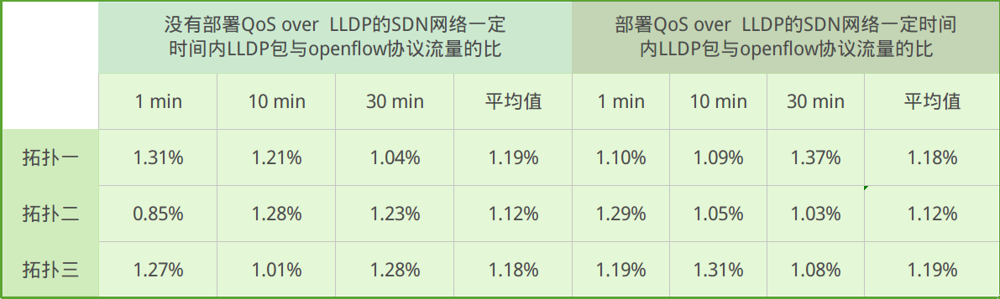 没有部署QoS over LLDP的SDN网络一定
时间内LLDP包与openflow协议流量的比
部署QoS over LLDP的SDN网络一定时间
内LLDP包与openflow协议流量的比
1 min 10 min 30 min 平均值 1 min 10 min 30 min 平均值
拓扑一 1.31% 1.21% 1.04% 1.19% 1.10% 1.09% 1.37% 1.18%
拓扑二 0.85% 1.28% 1.23% 1.12% 1.29% 1.05% 1.03% 1.12%
拓扑三 1.27% 1.01% 1.28% 1.18% 1.19% 1.31% 1.08% 1.19%